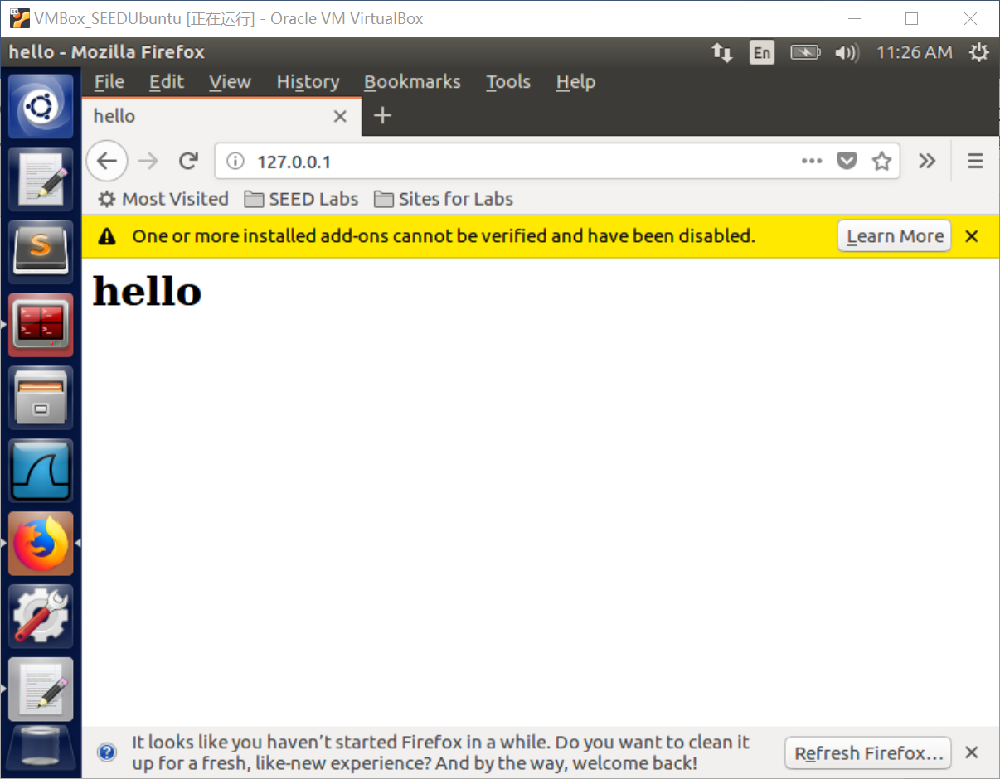 VMBox_SEEDUbuntu [正在运行] - Oracle VM VirtualBox
hello - Mozilla Firefox
En
11:26 AM
File Edit View History Bookmarks Tools Help
hello
127.0.0.1
Most Visited SEED Labs Sites for Labs
One or more installed add-ons cannot be verified and have been disabled.
Learn More
hello
It looks like you haven’t started Firefox in a while. Do you want to clean it
up for a fresh, like-new experience? And by the way, welcome back!
Refresh Firefox…